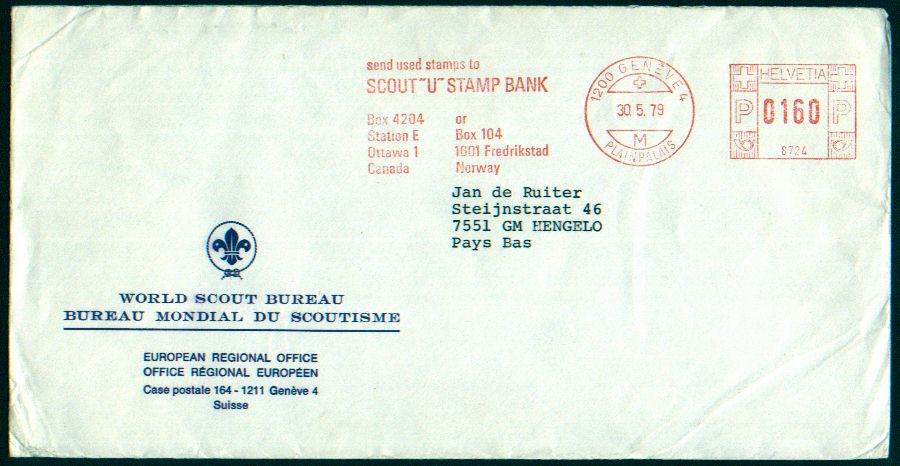 send used stamps to
SCOUT "U" STAMP BANK
Box 4204 or
Station E Box 104
Ottawa 1 1601 Fredrikstad
Canada Norway
1200 GENÈVE 4
30.5.79
M
PLAINPALAIS
HELVETIA
P 0160 P
8724
Jan de Ruiter
Steijnstraat 46
7551 GM HENGELO
Pays Bas
WORLD SCOUT BUREAU
BUREAU MONDIAL DU SCOUTISME
EUROPEAN REGIONAL OFFICE
OFFICE RÉGIONAL EUROPÉEN
Case postale 164 - 1211 Genève 4
Suisse